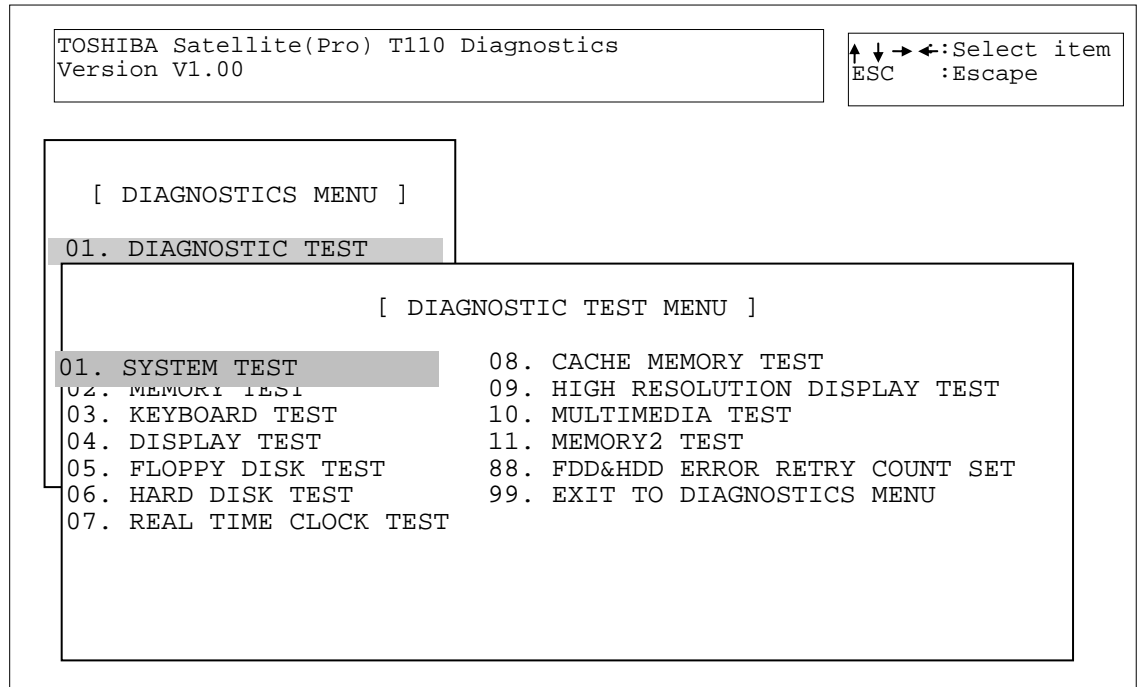 TOSHIBA Satellite(Pro) T110 Diagnostics
Version V1.00
↑ ↓ → ←:Select item
ESC :Escape
[ DIAGNOSTICS MENU ]
01. DIAGNOSTIC TEST
[ DIAGNOSTIC TEST MENU ]
01. SYSTEM TEST
02. MEMORY TEST
03. KEYBOARD TEST
04. DISPLAY TEST
05. FLOPPY DISK TEST
06. HARD DISK TEST
07. REAL TIME CLOCK TEST
08. CACHE MEMORY TEST
09. HIGH RESOLUTION DISPLAY TEST
10. MULTIMEDIA TEST
11. MEMORY2 TEST
88. FDD&HDD ERROR RETRY COUNT SET
99. EXIT TO DIAGNOSTICS MENU